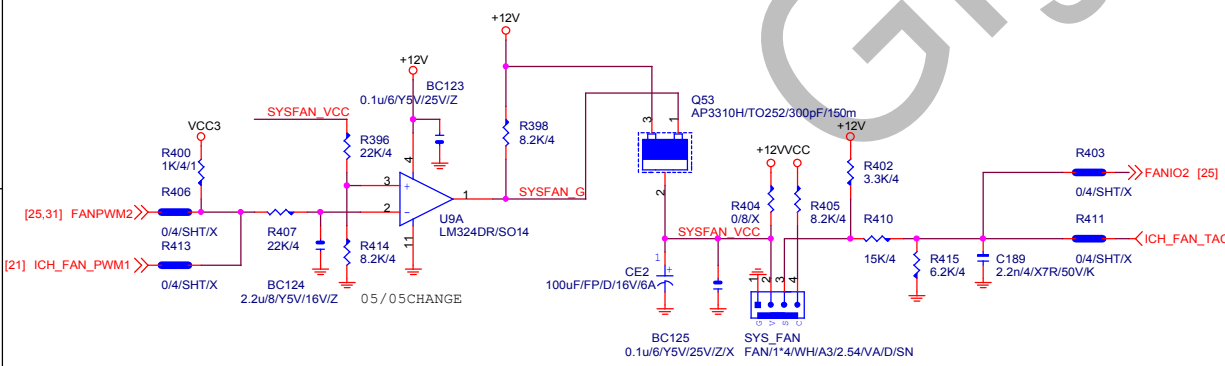 +12V
+12V
BC123
0.1u/6/Y5V/25V/Z
Q53
AP3310H/TO252/300pF/150m
SYSFAN_VCC
VCC3
R396
22K/4
R398
8.2K/4
3
1
2
+12V
+12VVCC
R400
1K/4/1
R402
3.3K/4
R403
R406
4
3
+
2
-
1
11
SYSFAN_G
U9A
LM324DR/SO14
[25,31] FANPWM2
0/4/SHT/X
R407
22K/4
R404
0/8/X
R405
8.2K/4
R410
15K/4
0/4/SHT/X
FANIO2 [25]
R411
SYSFAN_VCC
R413
[21] ICH_FAN_PWM1
0/4/SHT/X
R414
8.2K/4
ICH_FAN_TAC
0/4/SHT/X
BC124
2.2u/8/Y5V/16V/Z
05/05CHANGE
1
+
CE2
100uF/FP/D/16V/6A
1
2
3
4
G
V
S
C
R415
6.2K/4
C189
2.2n/4/X7R/50V/K
BC125
0.1u/6/Y5V/25V/Z/X
SYS_FAN
FAN/1*4/WH/A3/2.54/VA/D/SN